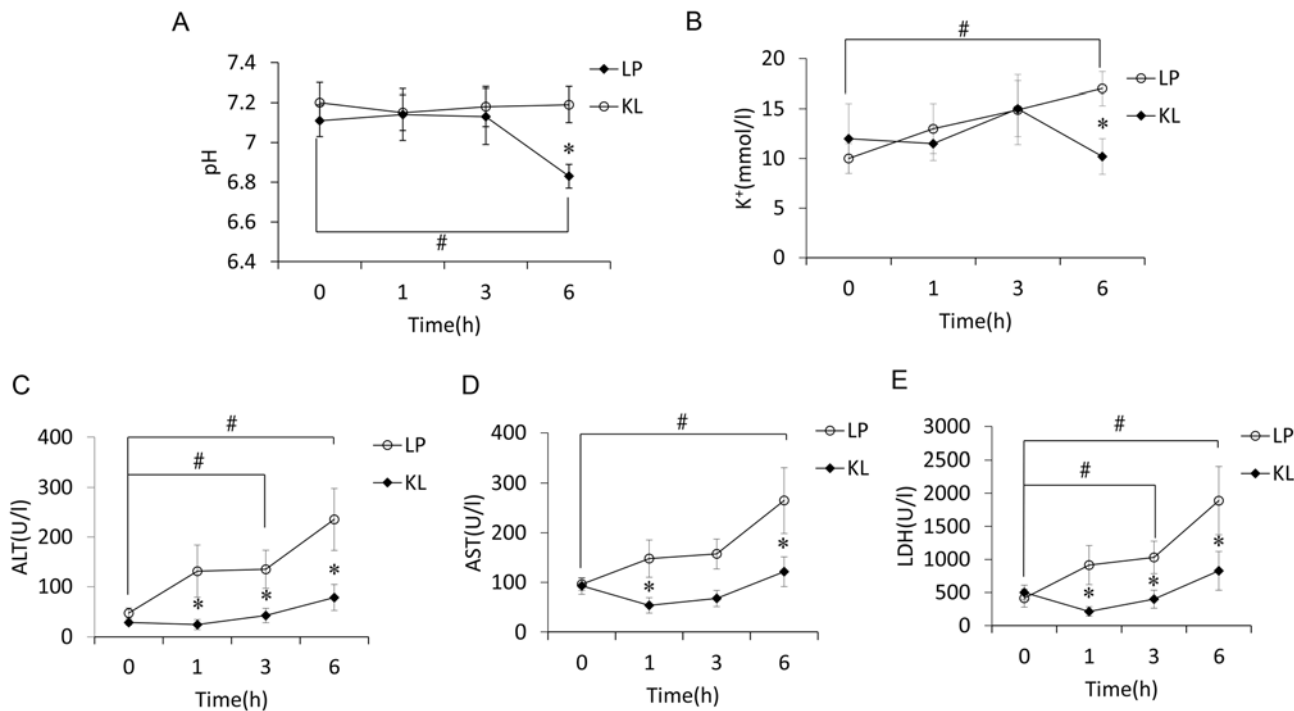 A
7.4
7.2
7
6.8
6.6
6.4
pH
0 1 3 6
Time(h)
LP
KL
*
#
B
#
20
15
10
5
0
K⁺(mmol/l)
0 1 3 6
Time(h)
LP
KL
*
C
#
#
400
300
200
100
0
ALT(U/l)
* * *
0 1 3 6
Time(h)
LP
KL
D
#
400
300
200
100
0
AST(U/l)
* *
0 1 3 6
Time(h)
LP
KL
E
#
#
3000
2500
2000
1500
1000
500
0
LDH(U/l)
* * *
0 1 3 6
Time(h)
LP
KL